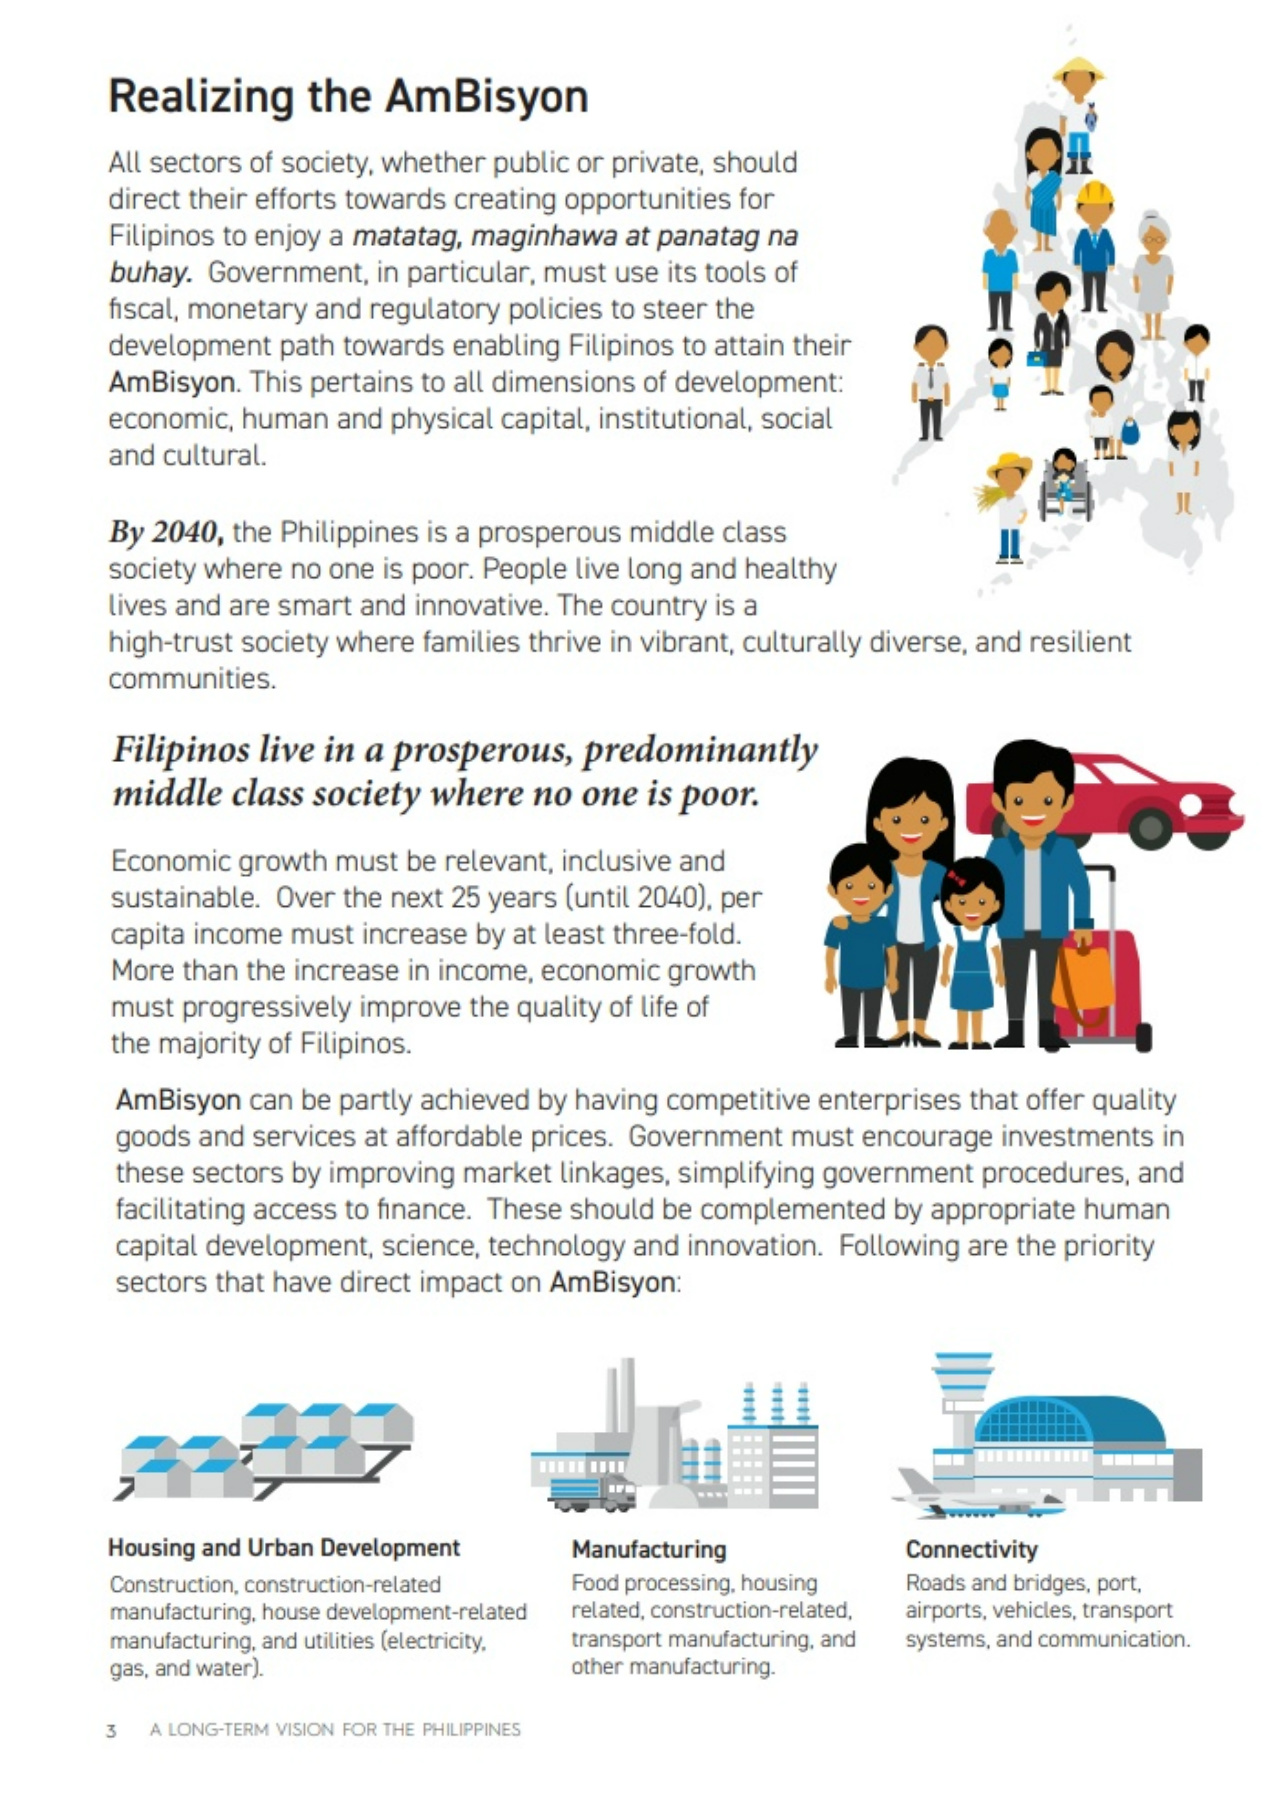 Realizing the AmBisyon
All sectors of society, whether public or private, should
direct their efforts towards creating opportunities for
Filipinos to enjoy a matatag, maginhawa at panatag na
buhay. Government, in particular, must use its tools of
fiscal, monetary and regulatory policies to steer the
development path towards enabling Filipinos to attain their
AmBisyon. This pertains to all dimensions of development:
economic, human and physical capital, institutional, social
and cultural.
By 2040, the Philippines is a prosperous middle class
society where no one is poor. People live long and healthy
lives and are smart and innovative. The country is a
high-trust society where families thrive in vibrant, culturally diverse, and resilient
communities.
Filipinos live in a prosperous, predominantly
middle class society where no one is poor.
Economic growth must be relevant, inclusive and
sustainable. Over the next 25 years (until 2040), per
capita income must increase by at least three-fold.
More than the increase in income, economic growth
must progressively improve the quality of life of
the majority of Filipinos.
AmBisyon can be partly achieved by having competitive enterprises that offer quality
goods and services at affordable prices. Government must encourage investments in
these sectors by improving market linkages, simplifying government procedures, and
facilitating access to finance. These should be complemented by appropriate human
capital development, science, technology and innovation. Following are the priority
sectors that have direct impact on AmBisyon:
Housing and Urban Development
Construction, construction-related
manufacturing, house development-related
manufacturing, and utilities (electricity,
gas, and water).
Manufacturing
Food processing, housing
related, construction-related,
transport manufacturing, and
other manufacturing.
Connectivity
Roads and bridges, port,
airports, vehicles, transport
systems, and communication.
3 A LONG-TERM VISION FOR THE PHILIPPINES